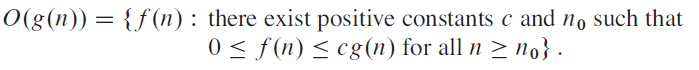 O(g(n)) = {f(n) : there exist positive constants c and n₀ such that
0 ≤ f(n) ≤ cg(n) for all n ≥ n₀} .